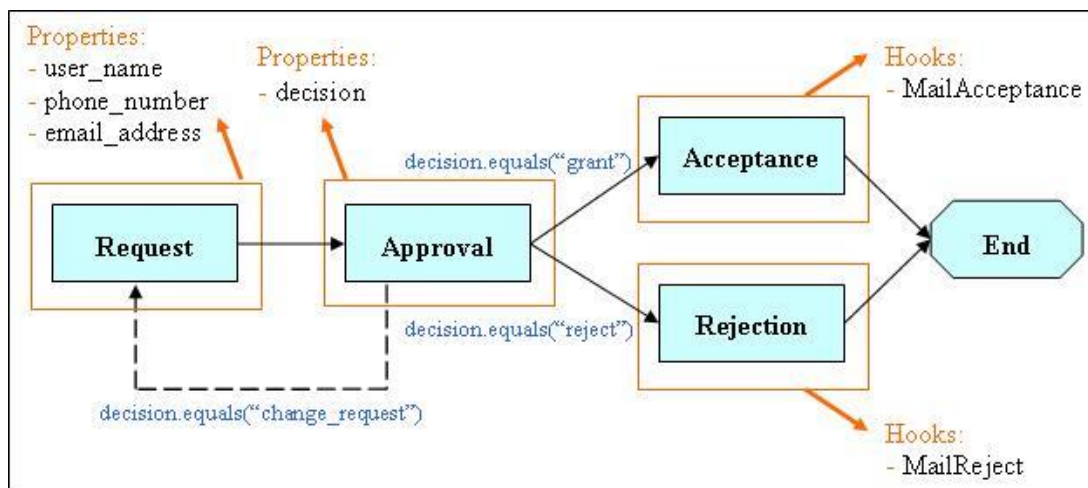 Properties:
- user_name
- phone_number
- email_address
Properties:
- decision
Hooks:
- MailAcceptance
decision.equals(“grant”)
Acceptance
Request
Approval
End
decision.equals(“reject”)
Rejection
decision.equals(“change_request”)
Hooks:
- MailReject